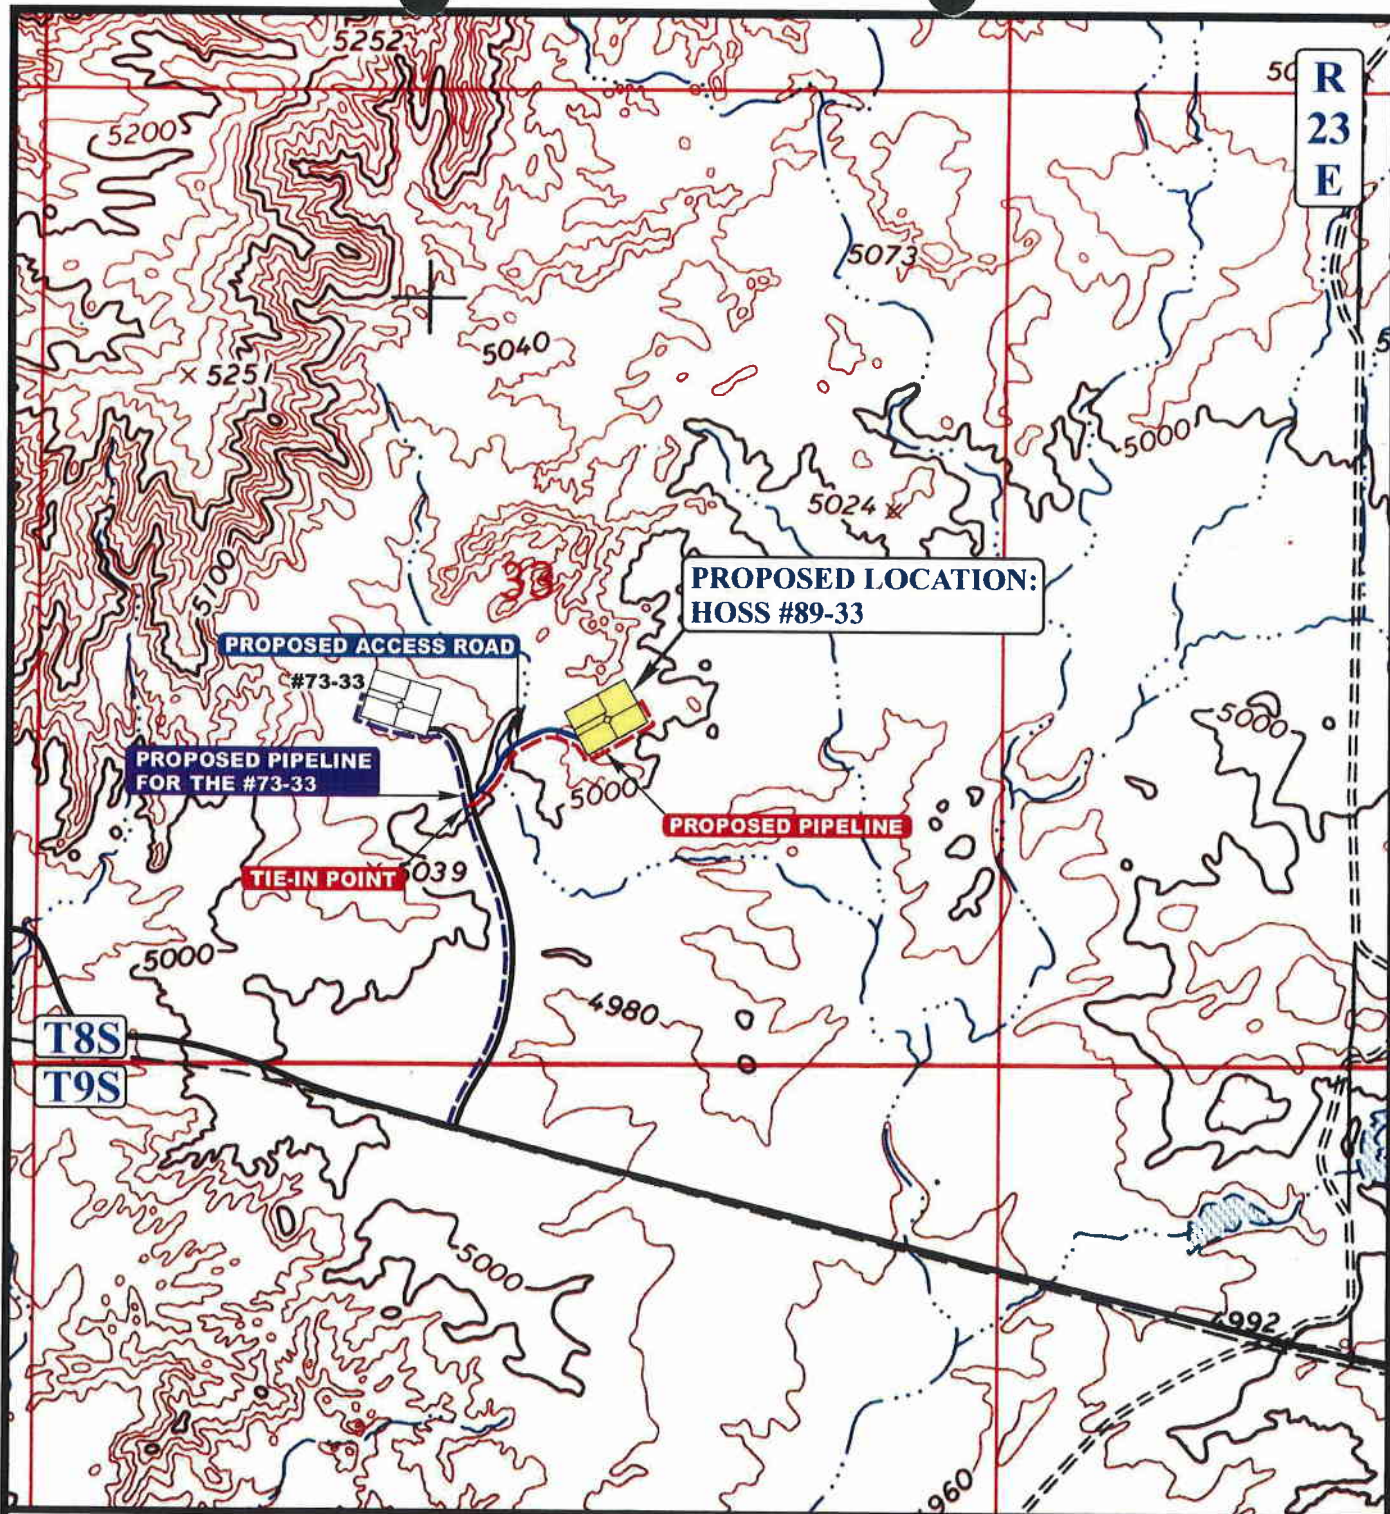 5252
R
23
E
5200
5073
5040
× 5251
5000
5024
33
5100
PROPOSED LOCATION:
HOSS #89-33
PROPOSED ACCESS ROAD
#73-33
5000
PROPOSED PIPELINE
FOR THE #73-33
5000
PROPOSED PIPELINE
TIE-IN POINT
5039
5000
4980
T8S
T9S
5000
4992
960